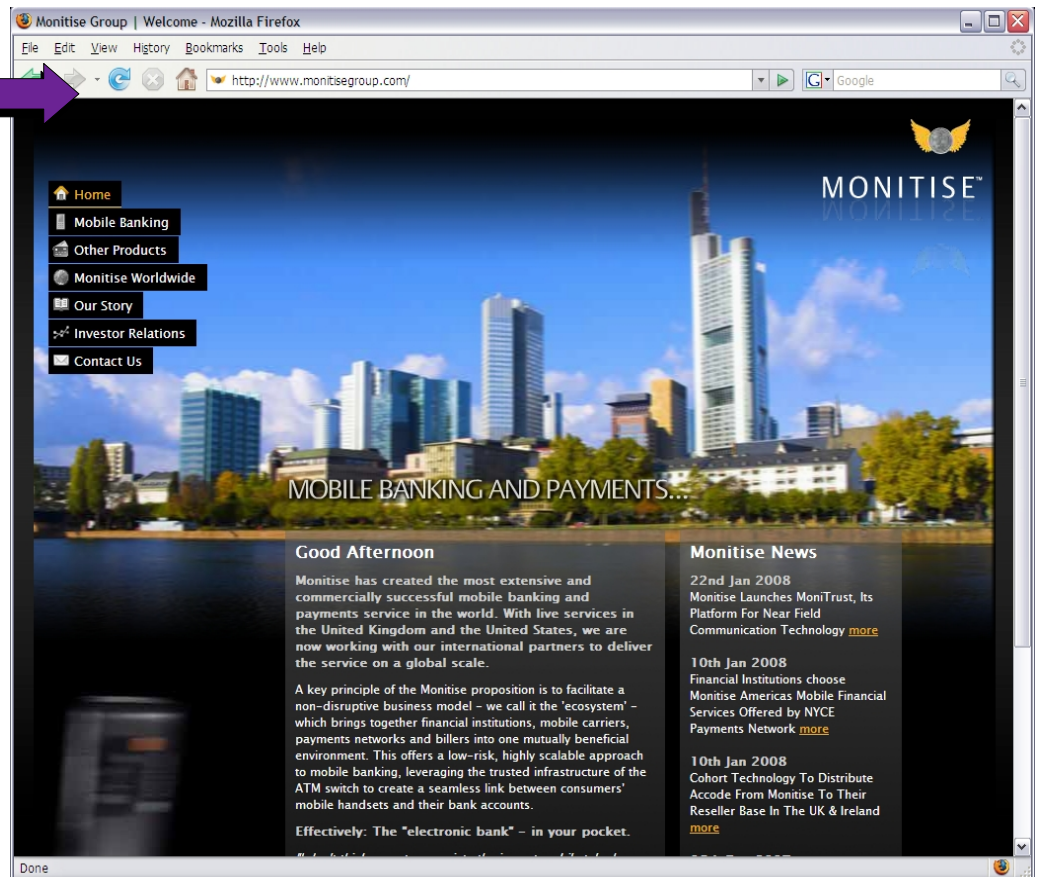 Monitise Group | Welcome - Mozilla Firefox
File Edit View History Bookmarks Tools Help
http://www.monitisegroup.com/
G Google
MONITISE™
Home
Mobile Banking
Other Products
Monitise Worldwide
Our Story
Investor Relations
Contact Us
MOBILE BANKING AND PAYMENTS...
Good Afternoon
Monitise has created the most extensive and
commercially successful mobile banking and
payments service in the world. With live services in
the United Kingdom and the United States, we are
now working with our international partners to deliver
the service on a global scale.
A key principle of the Monitise proposition is to facilitate a
non-disruptive business model - we call it the 'ecosystem' -
which brings together financial institutions, mobile carriers,
payments networks and billers into one mutually beneficial
environment. This offers a low-risk, highly scalable approach
to mobile banking, leveraging the trusted infrastructure of the
ATM switch to create a seamless link between consumers'
mobile handsets and their bank accounts.
Effectively: The "electronic bank" - in your pocket.
Monitise News
22nd Jan 2008
Monitise Launches MoniTrust, Its
Platform For Near Field
Communication Technology more
10th Jan 2008
Financial Institutions choose
Monitise Americas Mobile Financial
Services Offered by NYCE
Payments Network more
10th Jan 2008
Cohort Technology To Distribute
Accode From Monitise To Their
Reseller Base In The UK & Ireland
more
Done